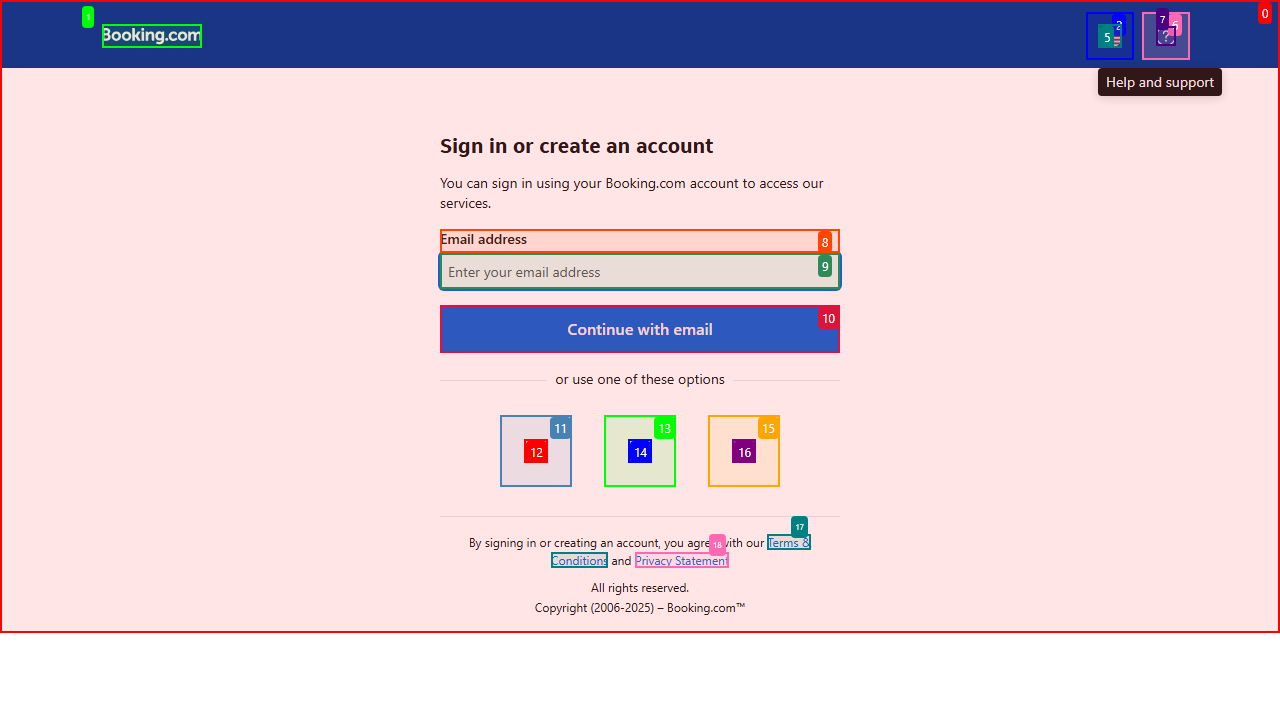 Booking.com
1
2
5
7
6
?
0
Help and support
Sign in or create an account
You can sign in using your Booking.com account to access our
services.
Email address
8
Enter your email address
9
Continue with email
10
or use one of these options
11
12
13
14
15
16
17
By signing in or creating an account, you agree with our Terms &
18
Conditions and Privacy Statement
All rights reserved.
Copyright (2006-2025) – Booking.com™